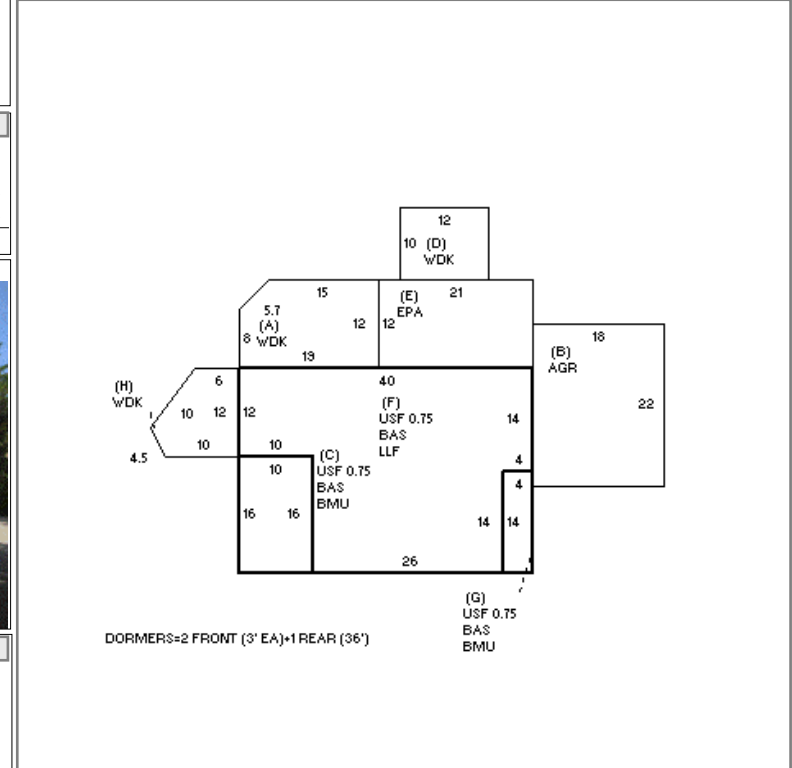 12
10 (D)
WDK
15
21
(E)
EPA
5.7
(A)
WDK
8
12
12
19
18
(B)
AGR
22
(H)
WDK
6
10
12
12
10
4.5
40
(F)
USF 0.75
BAS
LLF
14
10
10
(C)
USF 0.75
BAS
BMU
4
4
16
16
14
14
26
(G)
USF 0.75
BAS
BMU
DORMERS=2 FRONT (3' EA)+1 REAR (36')